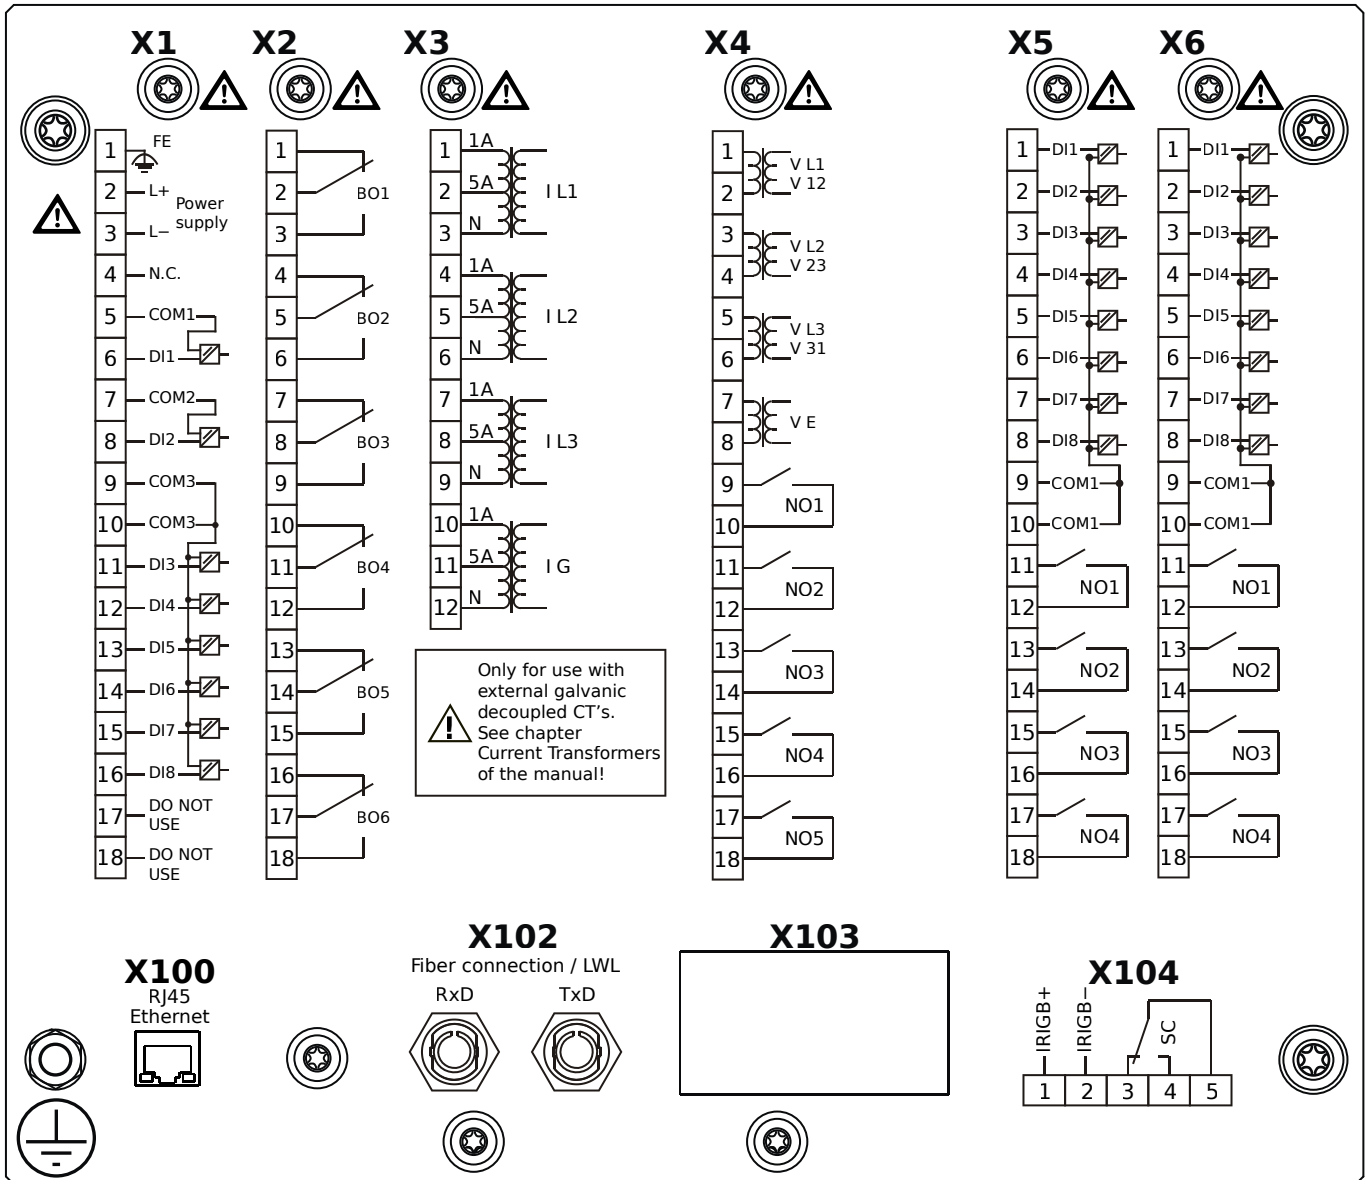 X1
X2
X3
X4
X5
X6
1 FE
2 L+
Power
supply
3 L−
4 N.C.
5 COM1
6 DI1
7 COM2
8 DI2
9 COM3
10 COM3
11 DI3
12 DI4
13 DI5
14 DI6
15 DI7
16 DI8
17 DO NOT
USE
18 DO NOT
USE
1
2 BO1
3
4
5 BO2
6
7
8 BO3
9
10
11 BO4
12
13
14 BO5
15
16
17 BO6
18
1 1A
2 5A I L1
3 N
4 1A
5 5A I L2
6 N
7 1A
8 5A I L3
9 N
10 1A
11 5A I G
12 N
Only for use with
external galvanic
decoupled CT's.
See chapter
Current Transformers
of the manual!
1 V L1
2 V 12
3 V L2
4 V 23
5 V L3
6 V 31
7 V E
8
9 NO1
10
11 NO2
12
13 NO3
14
15 NO4
16
17 NO5
18
1 DI1
2 DI2
3 DI3
4 DI4
5 DI5
6 DI6
7 DI7
8 DI8
9 COM1
10 COM1
11 NO1
12
13 NO2
14
15 NO3
16
17 NO4
18
1 DI1
2 DI2
3 DI3
4 DI4
5 DI5
6 DI6
7 DI7
8 DI8
9 COM1
10 COM1
11 NO1
12
13 NO2
14
15 NO3
16
17 NO4
18
X100
RJ45
Ethernet
X102
Fiber connection / LWL
RxD TxD
X103
X104
IRIGB+
IRIGB−
SC
1 2 3 4 5